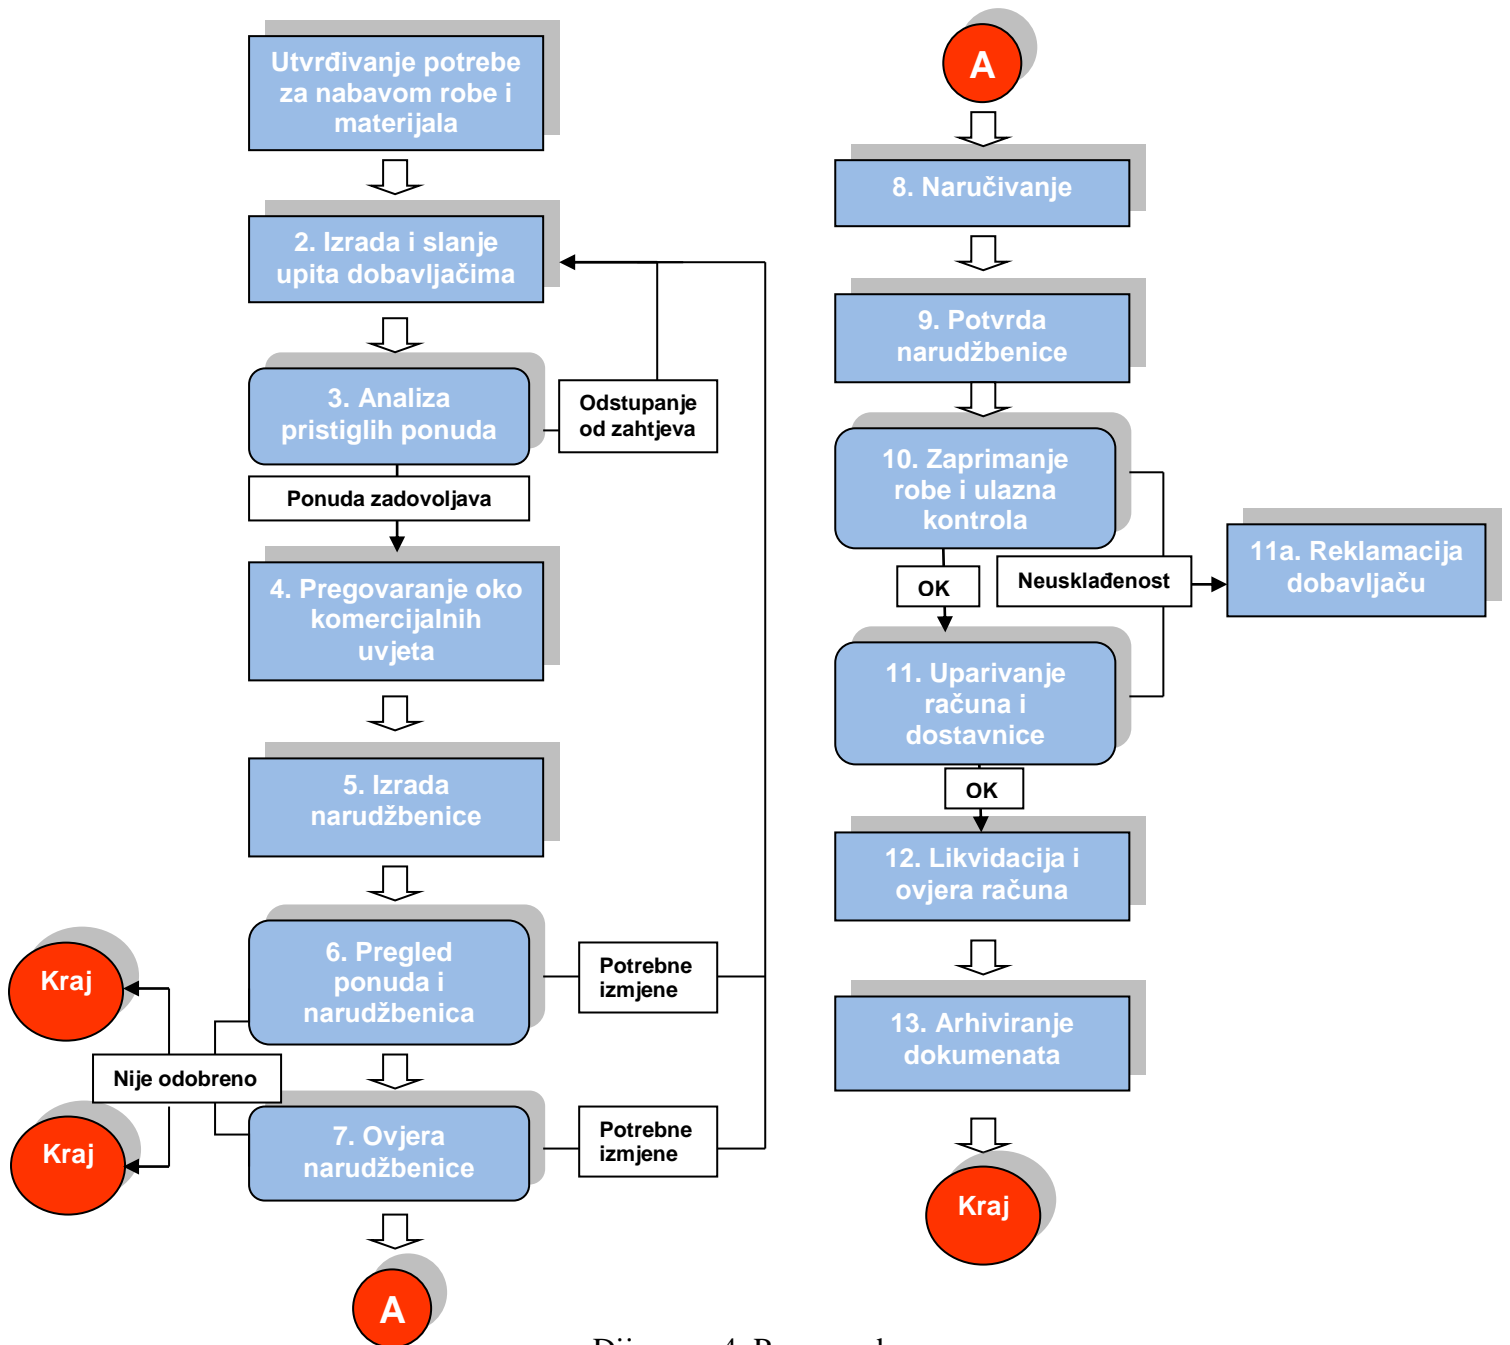 Utvrđivanje potrebe
za nabavom robe i
materijala
2. Izrada i slanje
upita dobavljačima
3. Analiza
pristiglih ponuda
Odstupanje
od zahtjeva
Ponuda zadovoljava
4. Pregovaranje oko
komercijalnih
uvjeta
5. Izrada
narudžbenice
6. Pregled
ponuda i
narudžbenica
Potrebne
izmjene
Kraj
Nije odobreno
Kraj
7. Ovjera
narudžbenice
Potrebne
izmjene
A
A
8. Naručivanje
9. Potvrda
narudžbenice
10. Zaprimanje
robe i ulazna
kontrola
OK
Neusklađenost
11a. Reklamacija
dobavljaču
11. Uparivanje
računa i
dostavnice
OK
12. Likvidacija i
ovjera računa
13. Arhiviranje
dokumenata
Kraj
4.